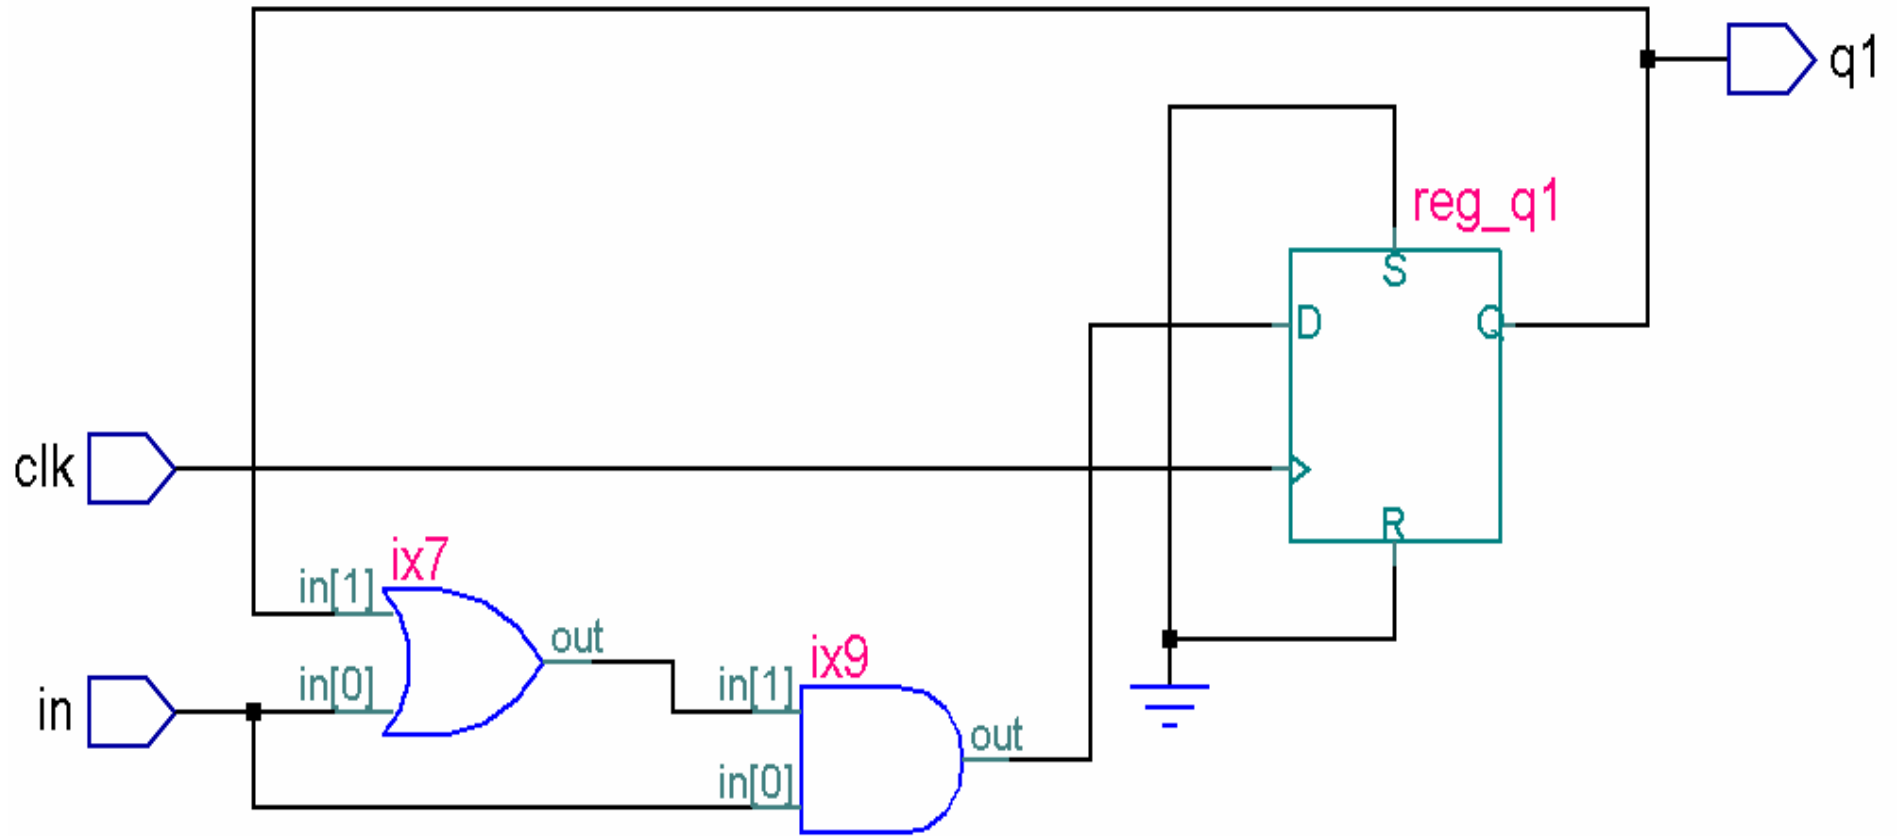 q1
reg_q1
S
D
Q
clk
R
ix7
in[1]
out
ix9
in[0]
in[1]
in
out
in[0]